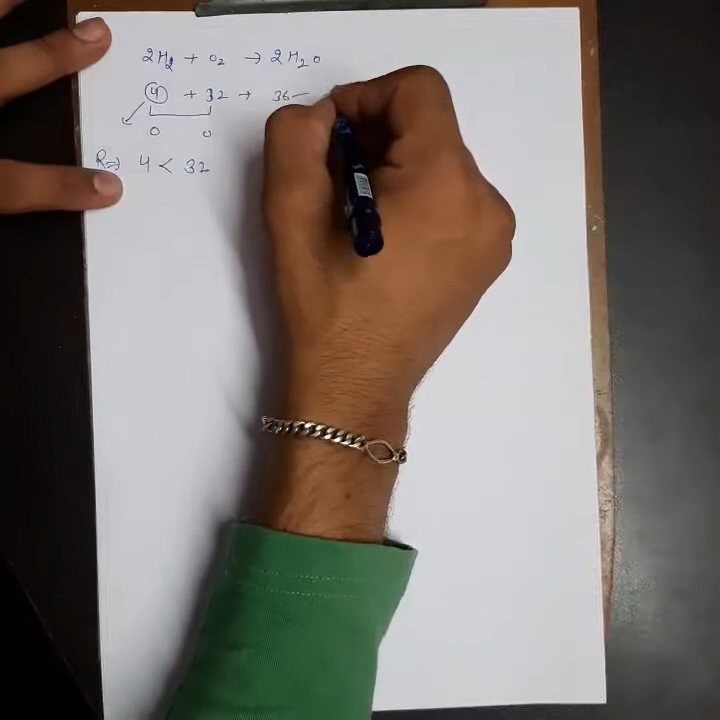 2H₂ + O₂ → 2H₂O
4 + 32 → 36
0 0
R⇒ 4 < 32